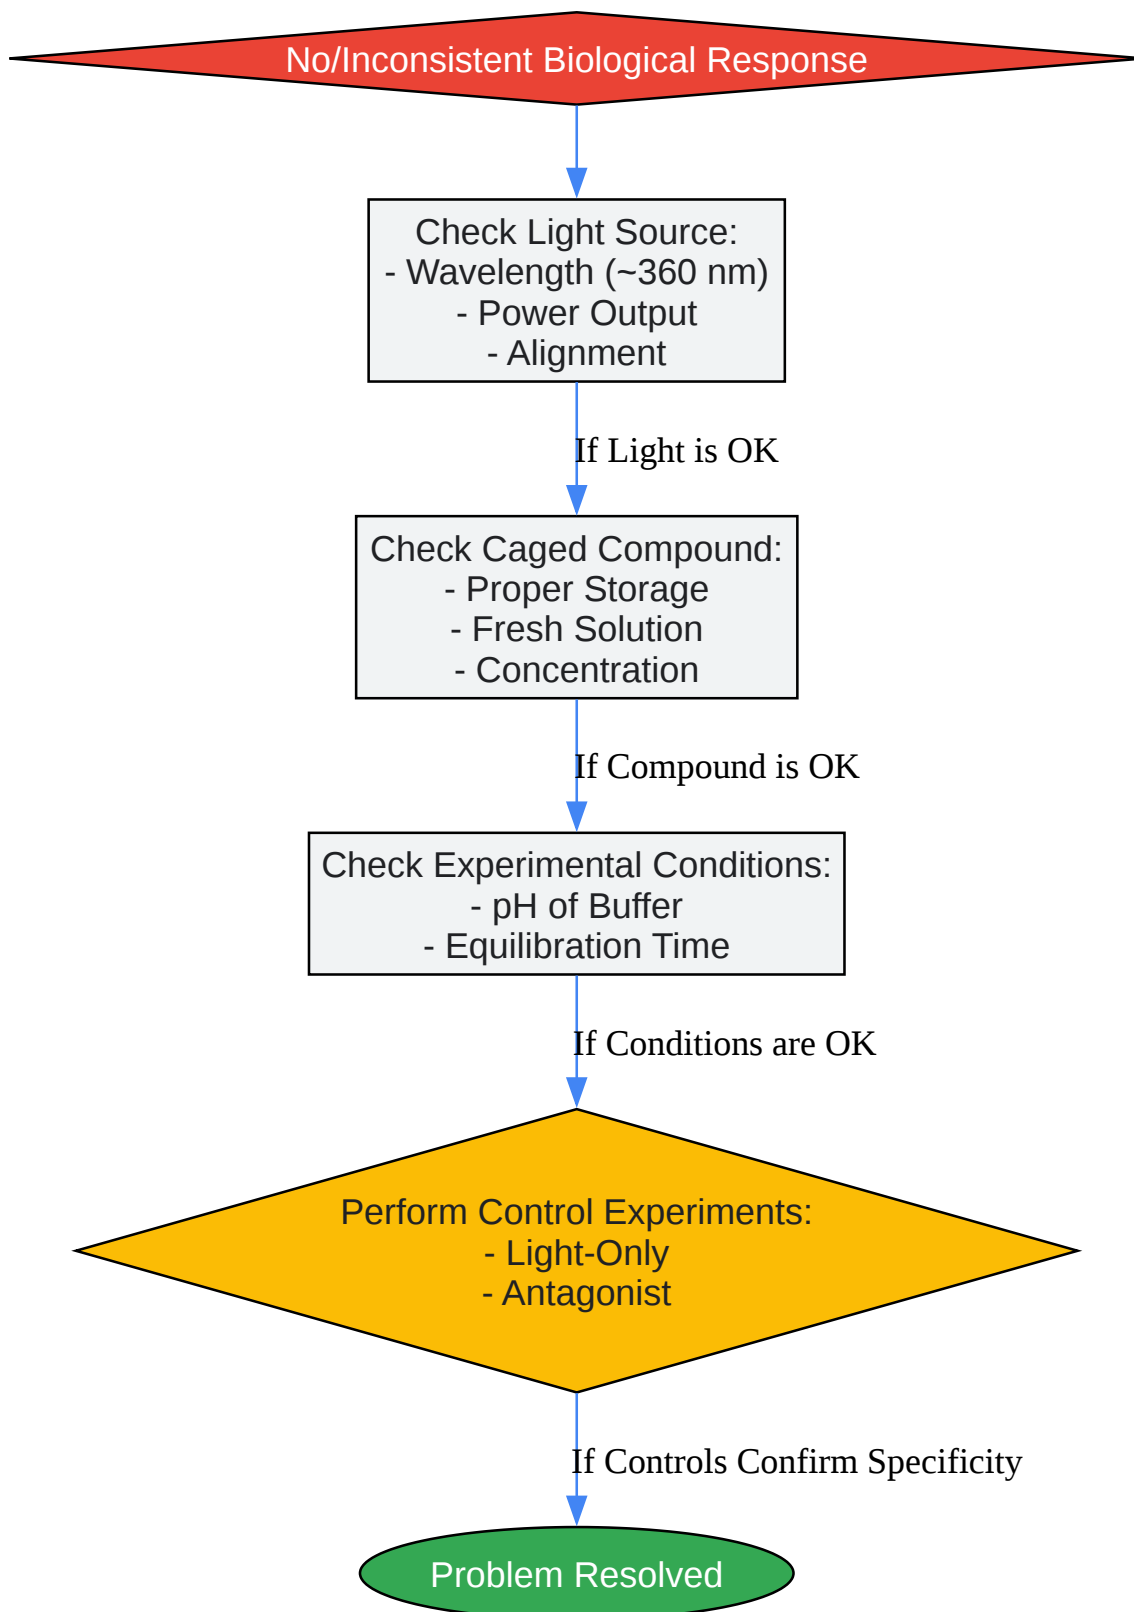 No/Inconsistent Biological Response
Check Light Source:
- Wavelength (~360 nm)
- Power Output
- Alignment
If Light is OK
Check Caged Compound:
- Proper Storage
- Fresh Solution
- Concentration
If Compound is OK
Check Experimental Conditions:
- pH of Buffer
- Equilibration Time
If Conditions are OK
Perform Control Experiments:
- Light-Only
- Antagonist
If Controls Confirm Specificity
Problem Resolved